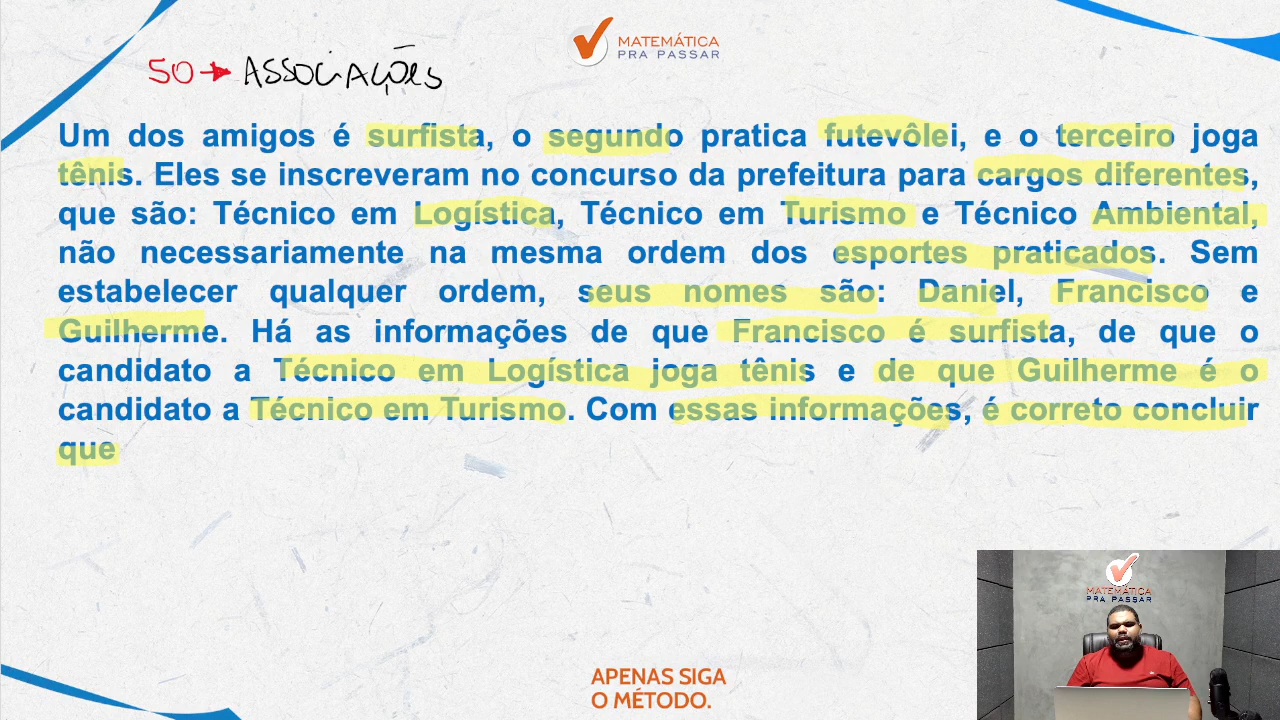 MATEMÁTICA
PRA PASSAR
50 → ASSOCIAÇÕES
Um dos amigos é surfista, o segundo pratica futevôlei, e o terceiro joga
tênis. Eles se inscreveram no concurso da prefeitura para cargos diferentes,
que são: Técnico em Logística, Técnico em Turismo e Técnico Ambiental,
não necessariamente na mesma ordem dos esportes praticados. Sem
estabelecer qualquer ordem, seus nomes são: Daniel, Francisco e
Guilherme. Há as informações de que Francisco é surfista, de que o
candidato a Técnico em Logística joga tênis e de que Guilherme é o
candidato a Técnico em Turismo. Com essas informações, é correto concluir
que
MATEMÁTICA
PRA PASSAR
APENAS SIGA
O MÉTODO.